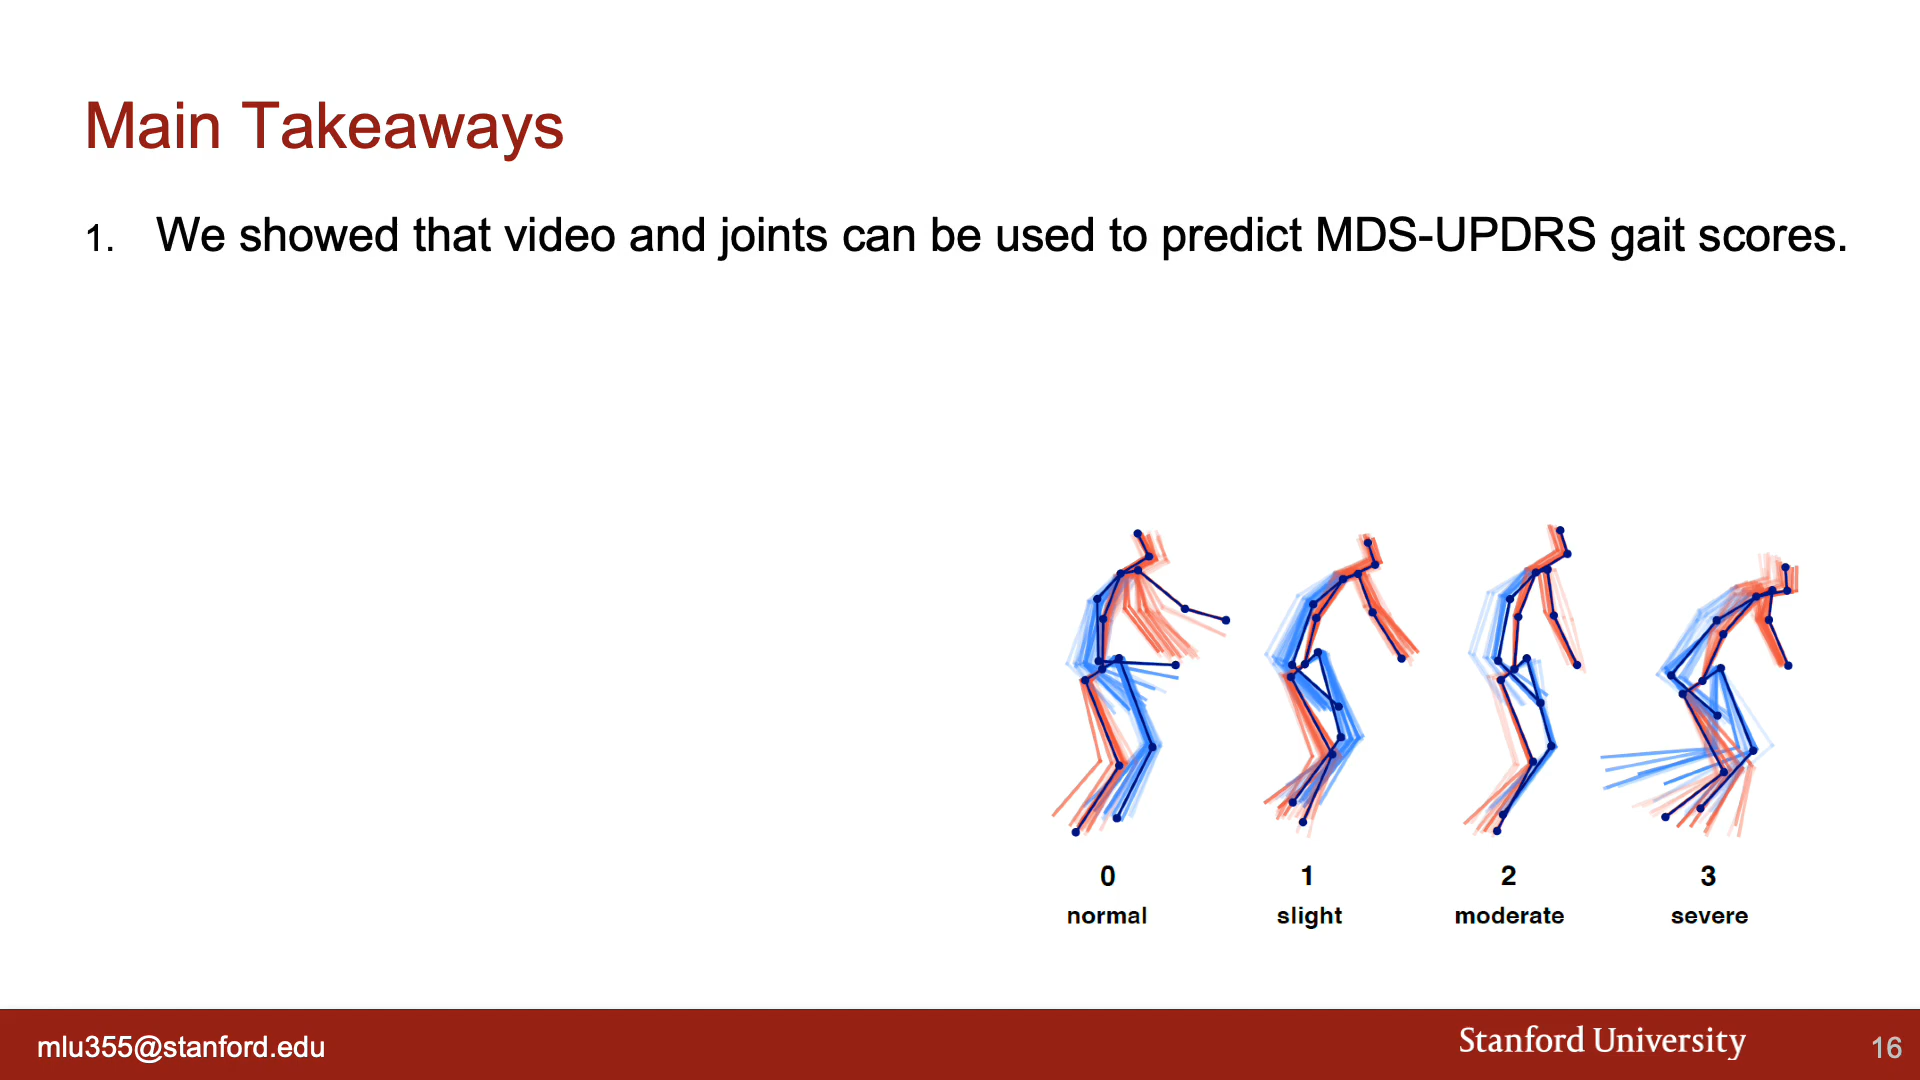 Main Takeaways
1. We showed that video and joints can be used to predict MDS-UPDRS gait scores.
0 1 2 3
normal slight moderate severe
mlu355@stanford.edu Stanford University 16